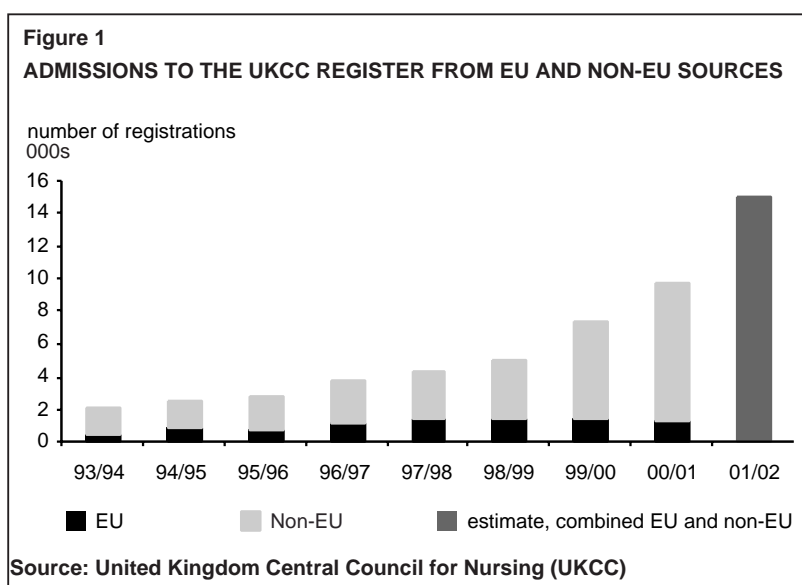 Figure 1
ADMISSIONS TO THE UKCC REGISTER FROM EU AND NON-EU SOURCES
number of registrations
000s
16
14
12
10
8
6
4
2
0
93/94 94/95 95/96 96/97 97/98 98/99 99/00 00/01 01/02
EU Non-EU estimate, combined EU and non-EU
Source: United Kingdom Central Council for Nursing (UKCC)